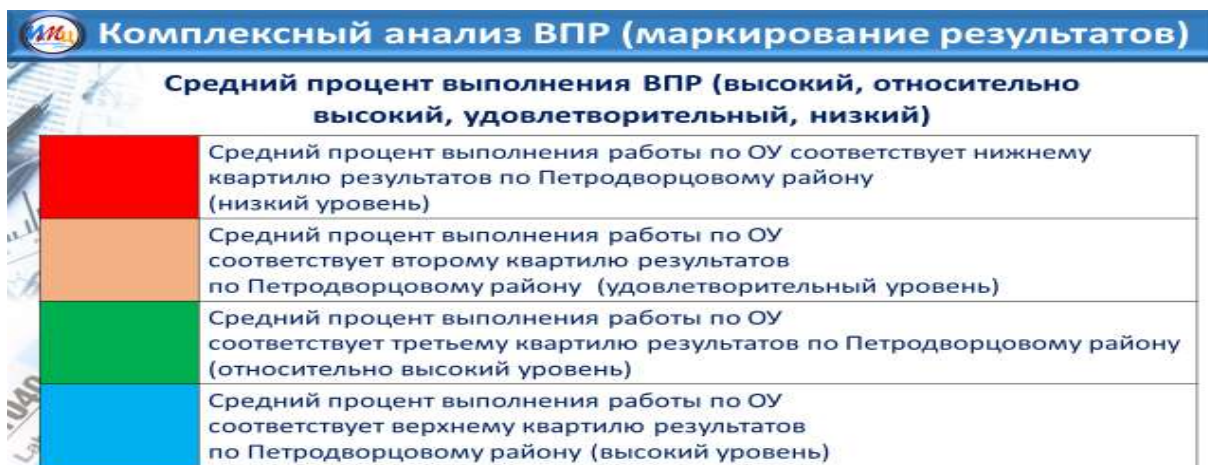 ИМЦ Комплексный анализ ВПР (маркирование результатов)
Средний процент выполнения ВПР (высокий, относительно
высокий, удовлетворительный, низкий)
Средний процент выполнения работы по ОУ соответствует нижнему
квартилю результатов по Петродворцовому району
(низкий уровень)
Средний процент выполнения работы по ОУ
соответствует второму квартилю результатов
по Петродворцовому району (удовлетворительный уровень)
Средний процент выполнения работы по ОУ
соответствует третьему квартилю результатов по Петродворцовому району
(относительно высокий уровень)
Средний процент выполнения работы по ОУ
соответствует верхнему квартилю результатов
по Петродворцовому району (высокий уровень)
1040